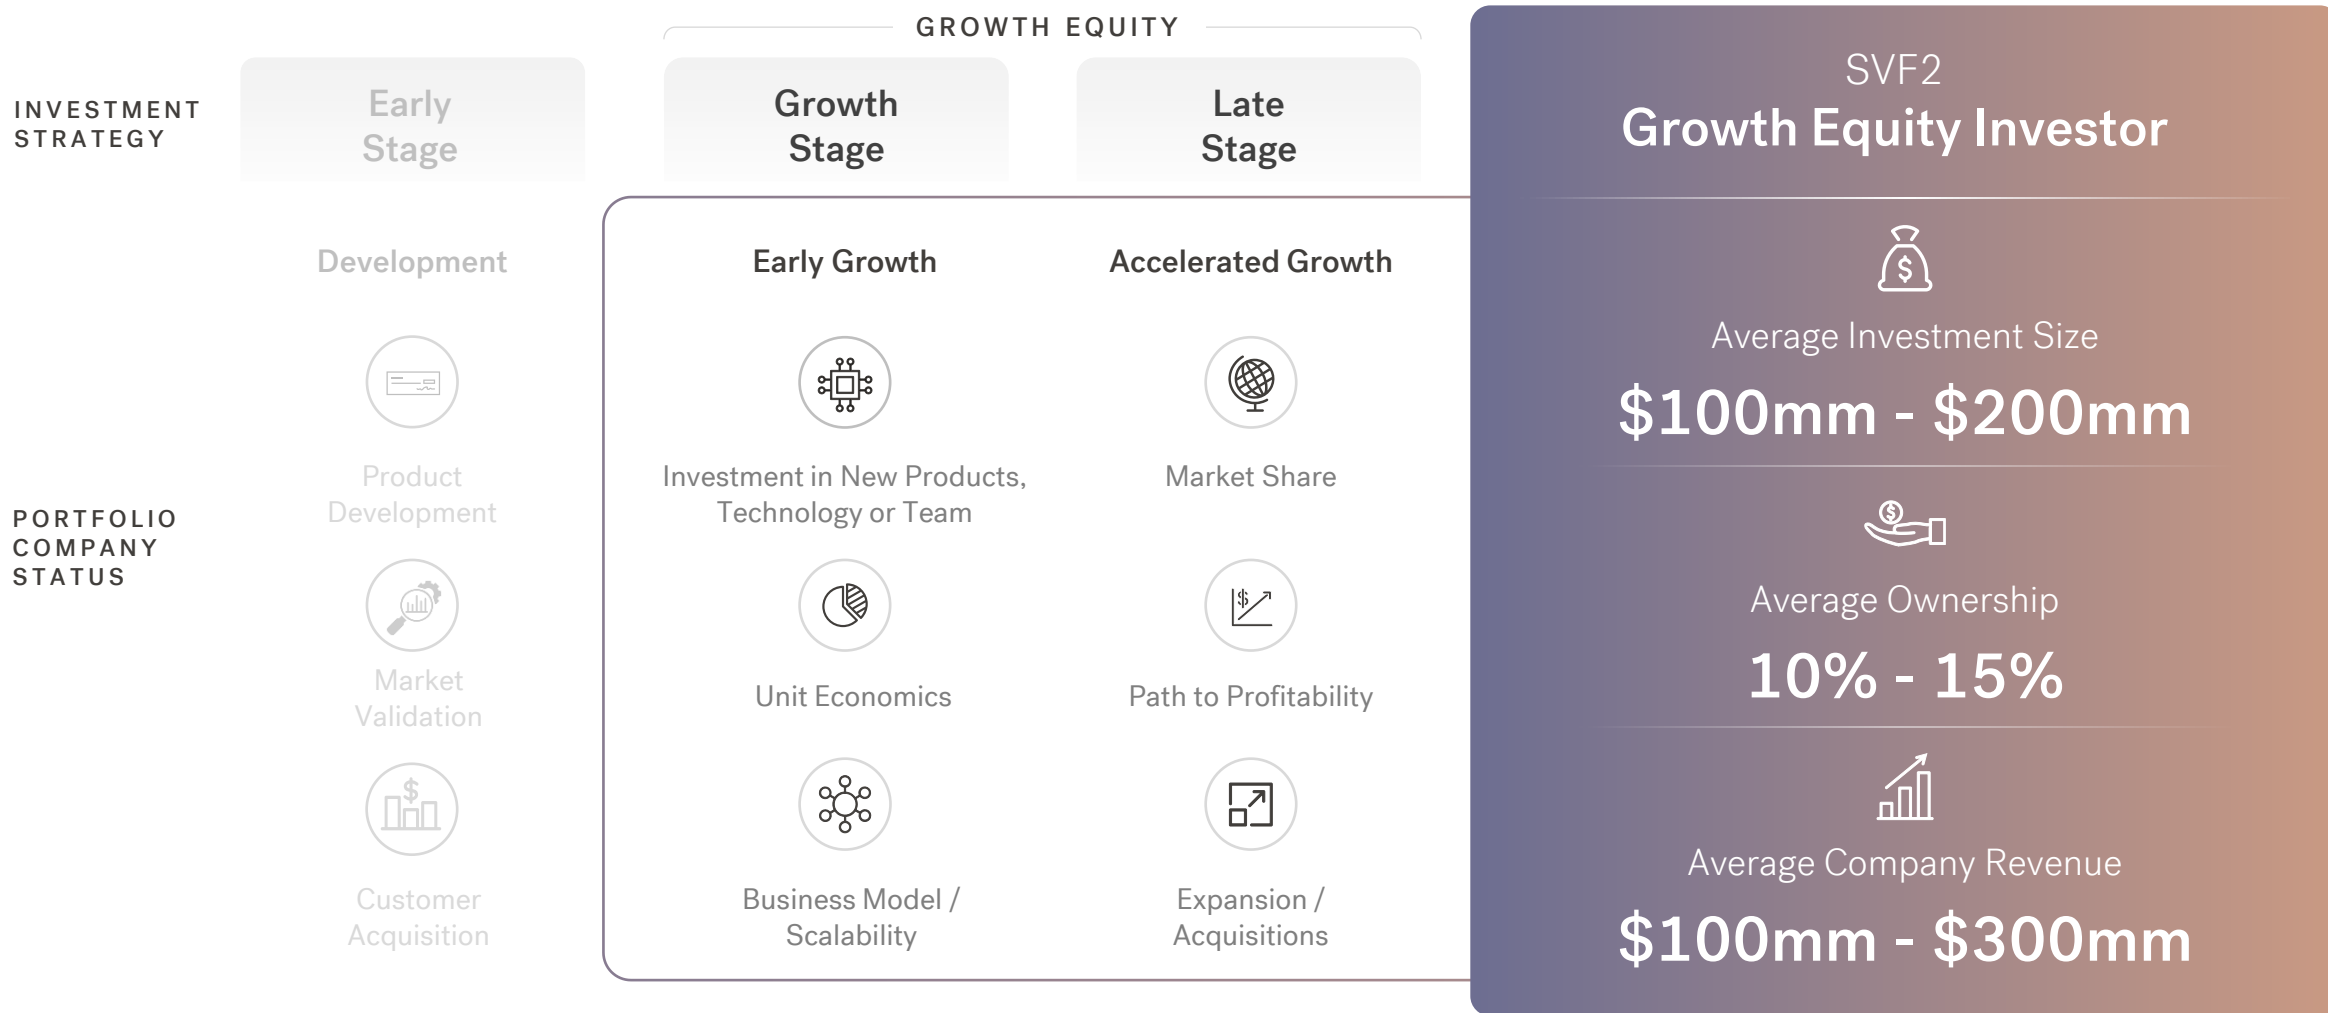 GROWTH EQUITY
INVESTMENT
STRATEGY
Early
Stage
Growth
Stage
Late
Stage
PORTFOLIO
COMPANY
STATUS
Development
Product
Development
Market
Validation
$
Customer
Acquisition
Early Growth
Investment in New Products,
Technology or Team
Unit Economics
Business Model /
Scalability
Accelerated Growth
Market Share
$
Path to Profitability
Expansion /
Acquisitions
SVF2
Growth Equity Investor
$
Average Investment Size
$100mm - $200mm
$
Average Ownership
10% - 15%
Average Company Revenue
$100mm - $300mm